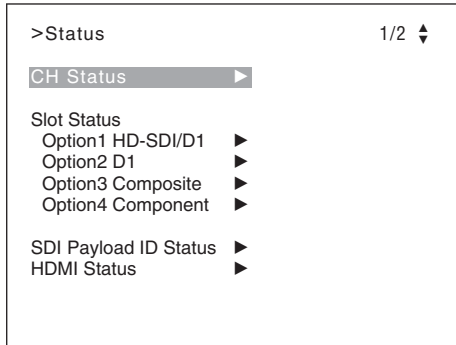 >Status 1/2
CH Status
Slot Status
Option1 HD-SDI/D1
Option2 D1
Option3 Composite
Option4 Component
SDI Payload ID Status
HDMI Status